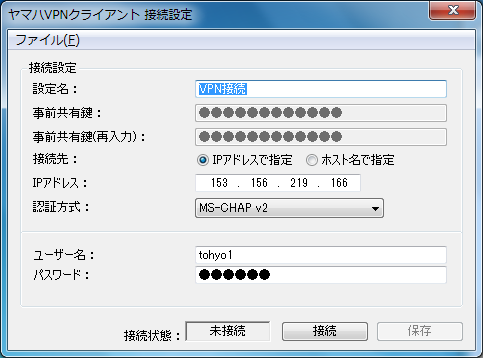 ヤマハVPNクライアント 接続設定
ファイル(F)
接続設定
設定名： VPN接続
事前共有鍵： ●●●●●●●●●●●●
事前共有鍵(再入力)： ●●●●●●●●●●●●
接続先： IPアドレスで指定 ホスト名で指定
IPアドレス： 153 . 156 . 219 . 166
認証方式： MS-CHAP v2
ユーザー名： tohyo1
パスワード： ●●●●●●
接続状態： 未接続 接続 保存